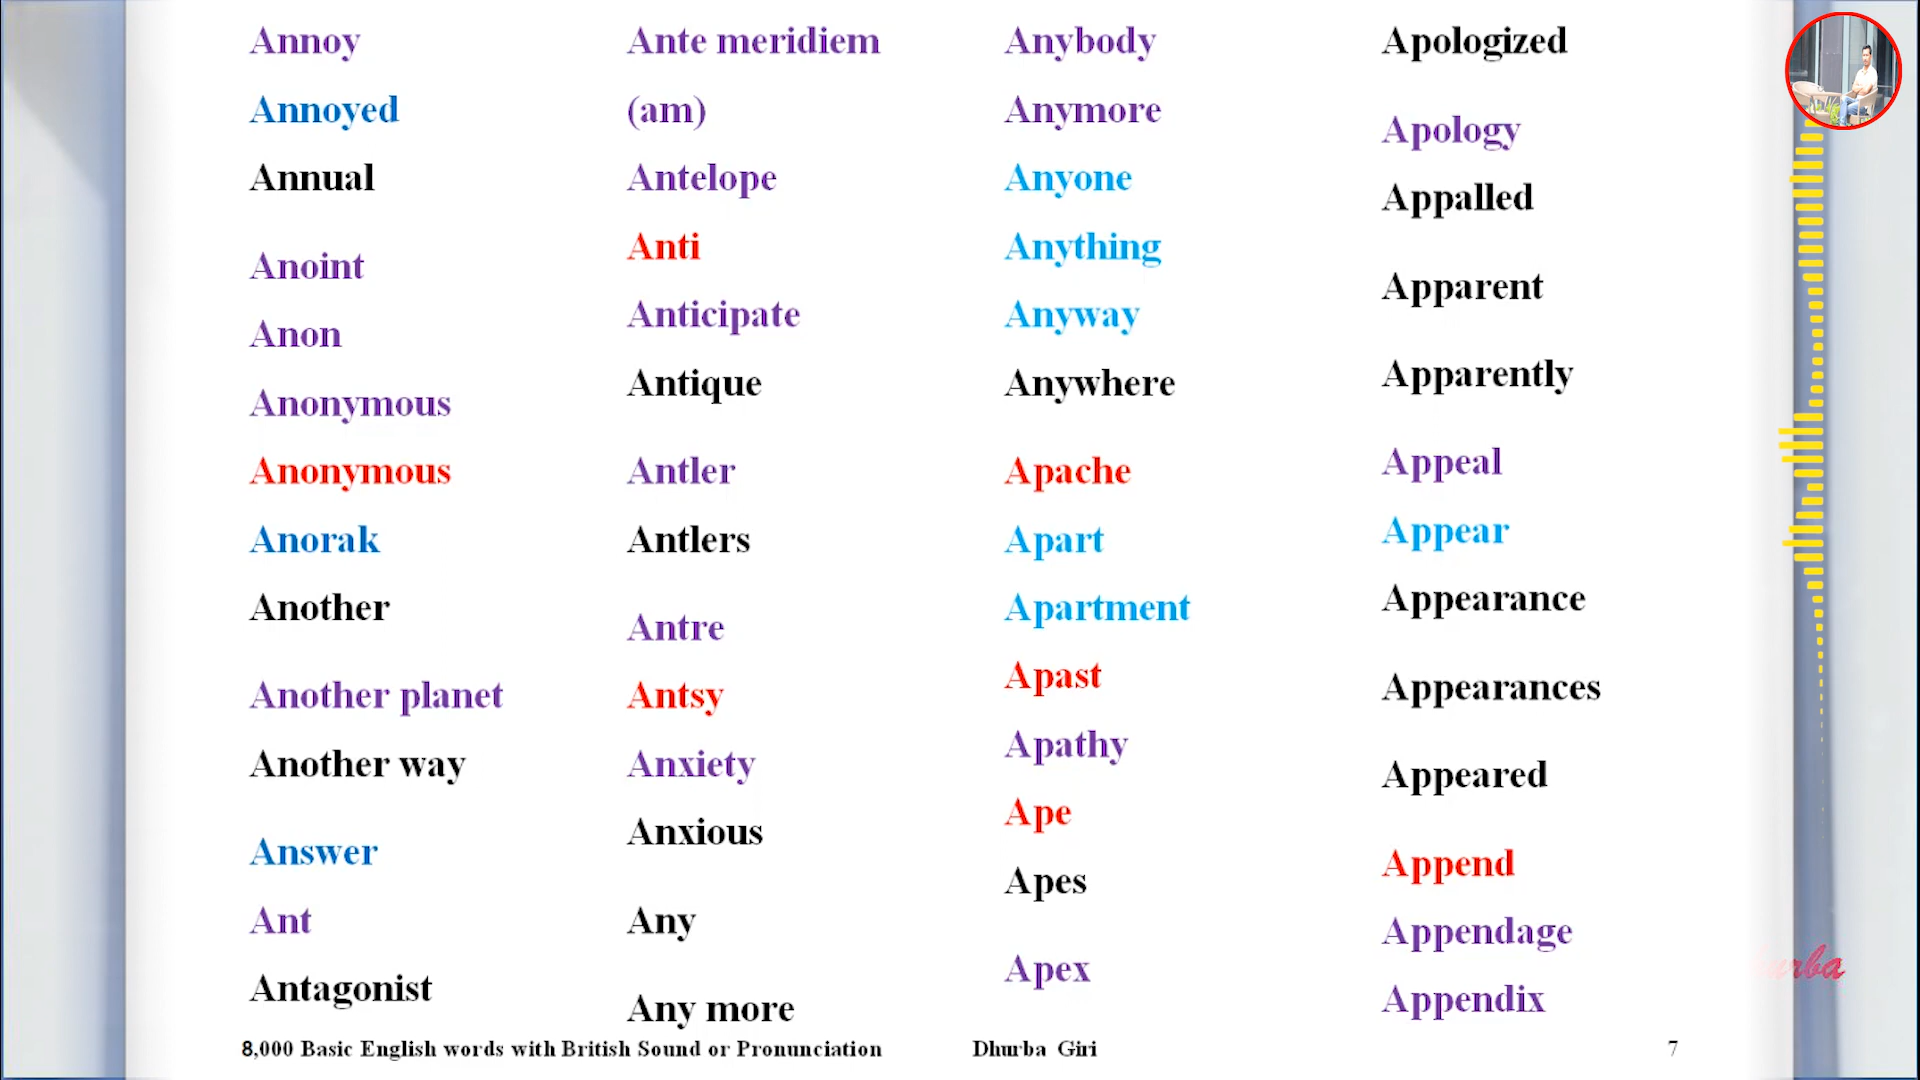 Annoy
Annoyed
Annual
Anoint
Anon
Anonymous
Anonymous
Anorak
Another
Another planet
Another way
Answer
Ant
Antagonist
Ante meridiem
(am)
Antelope
Anti
Anticipate
Antique
Antler
Antlers
Antre
Antsy
Anxiety
Anxious
Any
Any more
Anybody
Anymore
Anyone
Anything
Anyway
Anywhere
Apache
Apart
Apartment
Apast
Apathy
Ape
Apes
Apex
Apologized
Apology
Appalled
Apparent
Apparently
Appeal
Appear
Appearance
Appearances
Appeared
Append
Appendage
Appendix
8,000 Basic English words with British Sound or Pronunciation Dhurba Giri 7